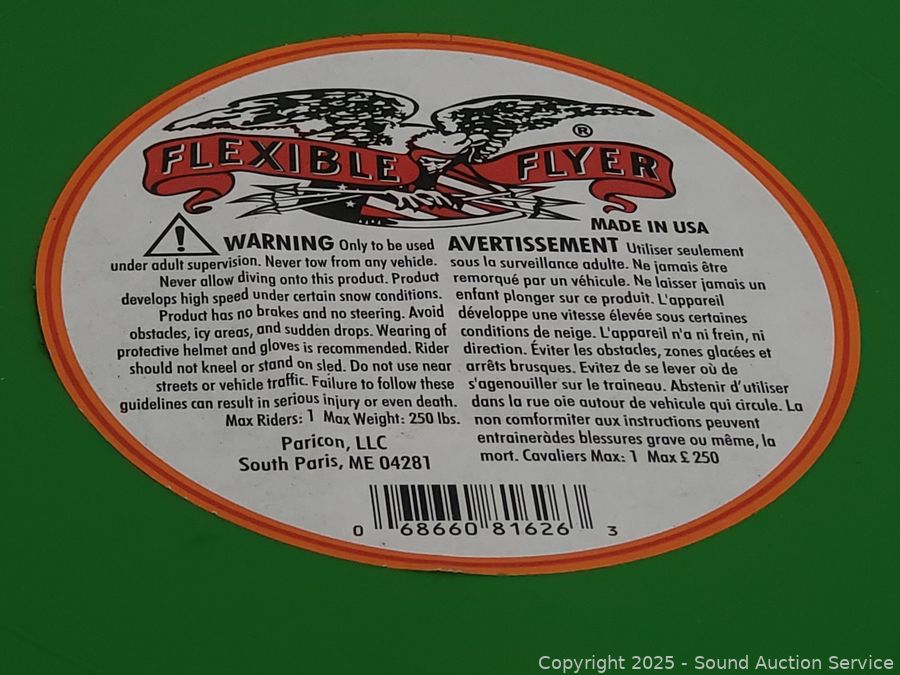 FLEXIBLE FLYER ®
MADE IN USA
WARNING Only to be used
under adult supervision. Never tow from any vehicle.
Never allow diving onto this product. Product
develops high speed under certain snow conditions.
Product has no brakes and no steering. Avoid
obstacles, icy areas, and sudden drops. Wearing of
protective helmet and gloves is recommended. Rider
should not kneel or stand on sled. Do not use near
streets or vehicle traffic. Failure to follow these
guidelines can result in serious injury or even death.
Max Riders: 1 Max Weight: 250 lbs.
Paricon, LLC
South Paris, ME 04281
AVERTISSEMENT Utiliser seulement
sous la surveillance adulte. Ne jamais être
remorqué par un véhicule. Ne laisser jamais un
enfant plonger sur ce produit. L'appareil
développe une vitesse élevée sous certaines
conditions de neige. L'appareil n'a ni frein, ni
direction. Éviter les obstacles, zones glacées et
arrêts brusques. Evitez de se lever où de
s'agenouiller sur le traineau. Abstenir d'utiliser
dans la rue oie autour de vehicule qui circule. La
non comformiter aux instructions peuvent
entraineràdes blessures grave ou même, la
mort. Cavaliers Max: 1 Max £ 250
0 68660 81626 3
Copyright 2025 - Sound Auction Service